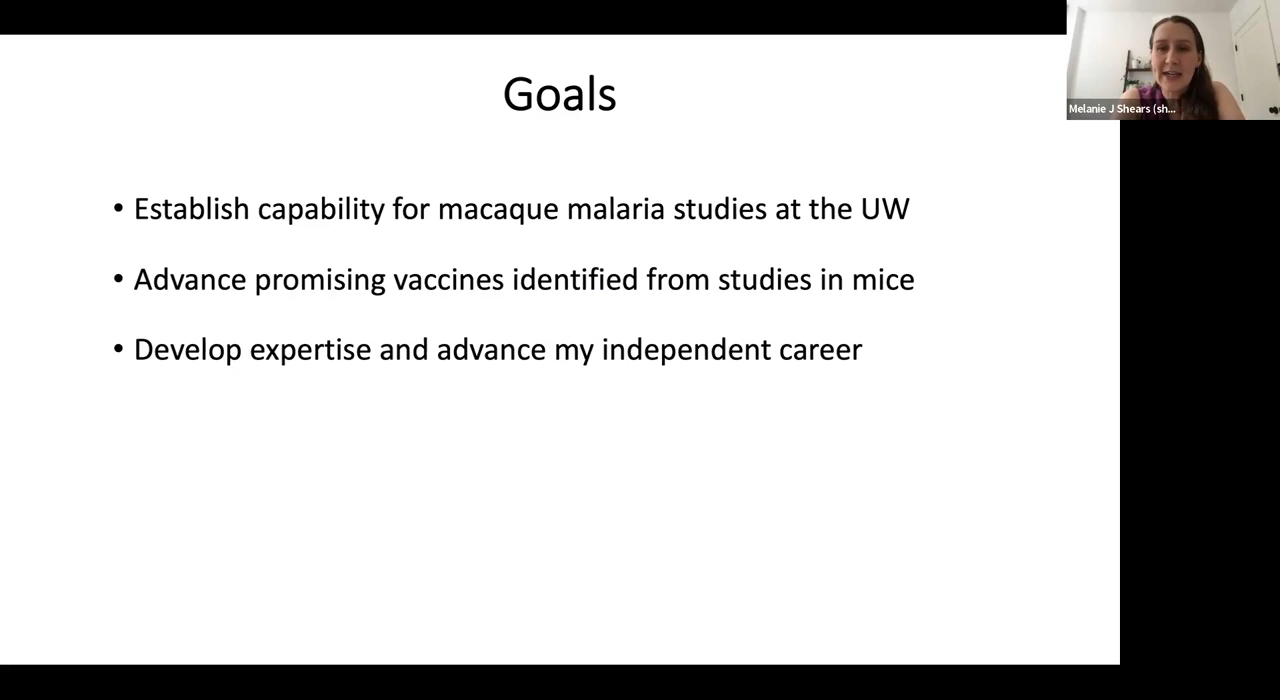 Goals
• Establish capability for macaque malaria studies at the UW
• Advance promising vaccines identified from studies in mice
• Develop expertise and advance my independent career
Melanie J Shears (sh...